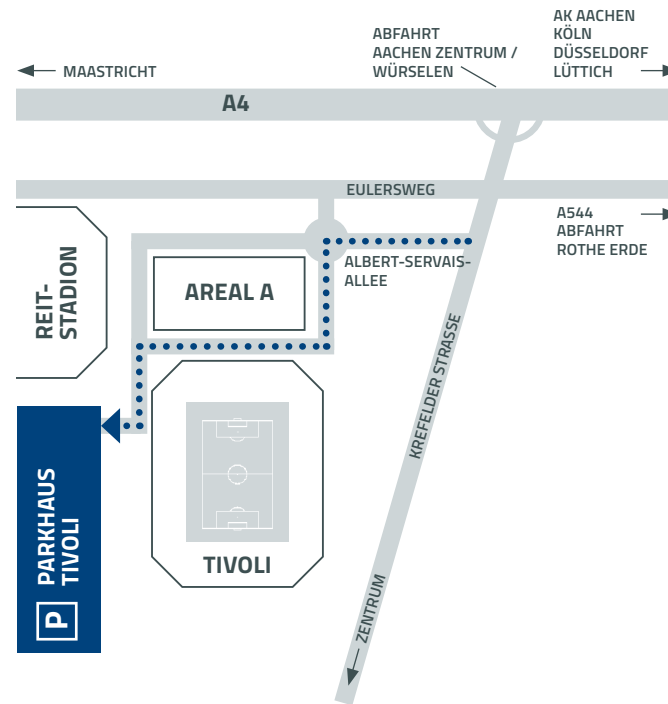 AK AACHEN
KÖLN
DÜSSELDORF
LÜTTICH
ABFAHRT
AACHEN ZENTRUM /
WÜRSELEN
MAASTRICHT
A4
EULERSWEG
A544
ABFAHRT
ROTHE ERDE
ALBERT-SERVAIS-
ALLEE
REIT-
STADION
AREAL A
KREFELDER STRASSE
PARKHAUS
TIVOLI
P
TIVOLI
ZENTRUM